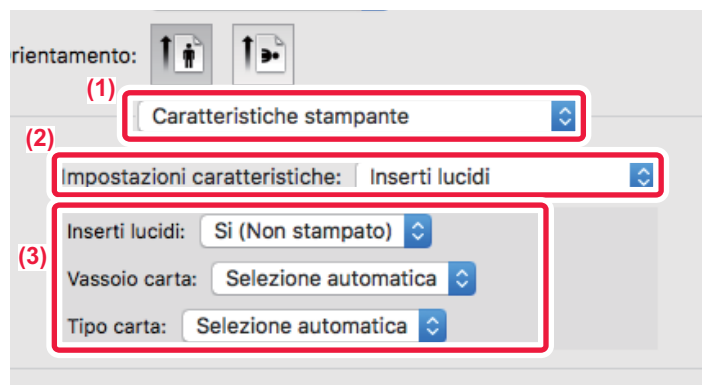 rientamento:
(1)
Caratteristiche stampante
(2)
Impostazioni caratteristiche: Inserti lucidi
(3)
Inserti lucidi: Si (Non stampato)
Vassoio carta: Selezione automatica
Tipo carta: Selezione automatica